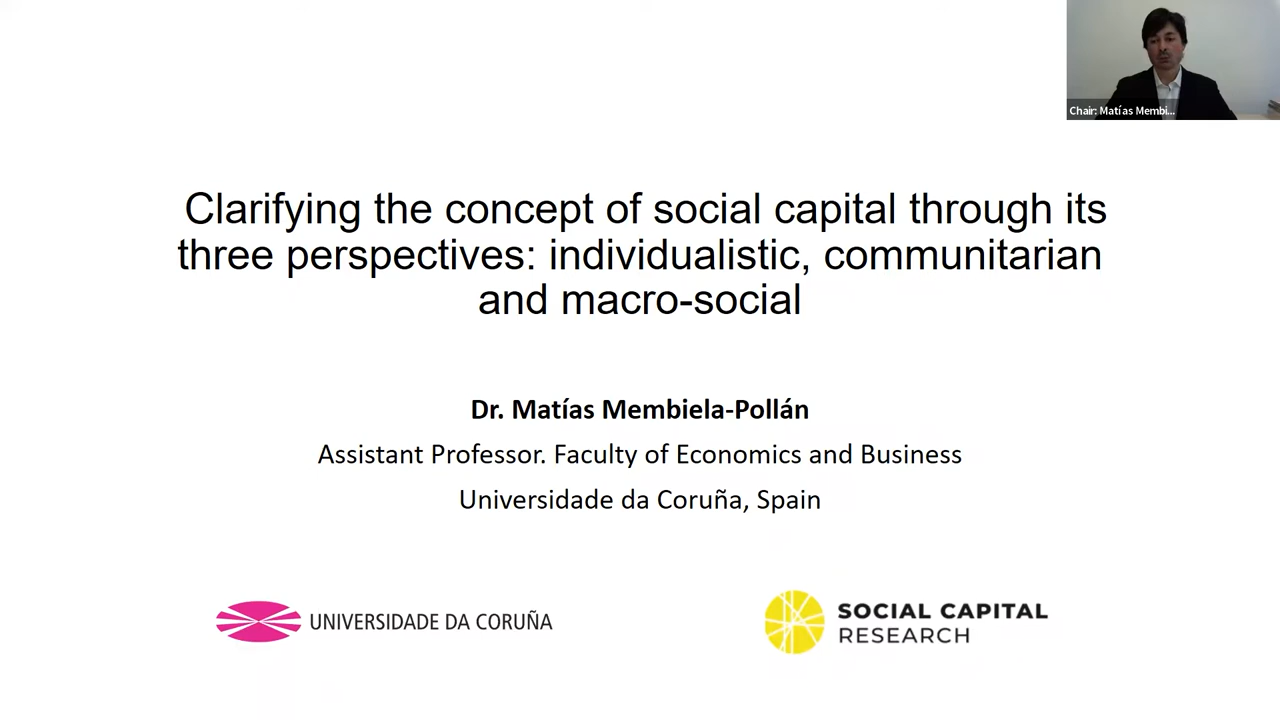 Chair: Matías Membi...
Clarifying the concept of social capital through its
three perspectives: individualistic, communitarian
and macro-social
Dr. Matías Membiela-Pollán
Assistant Professor. Faculty of Economics and Business
Universidade da Coruña, Spain
UNIVERSIDADE DA CORUÑA
SOCIAL CAPITAL
RESEARCH